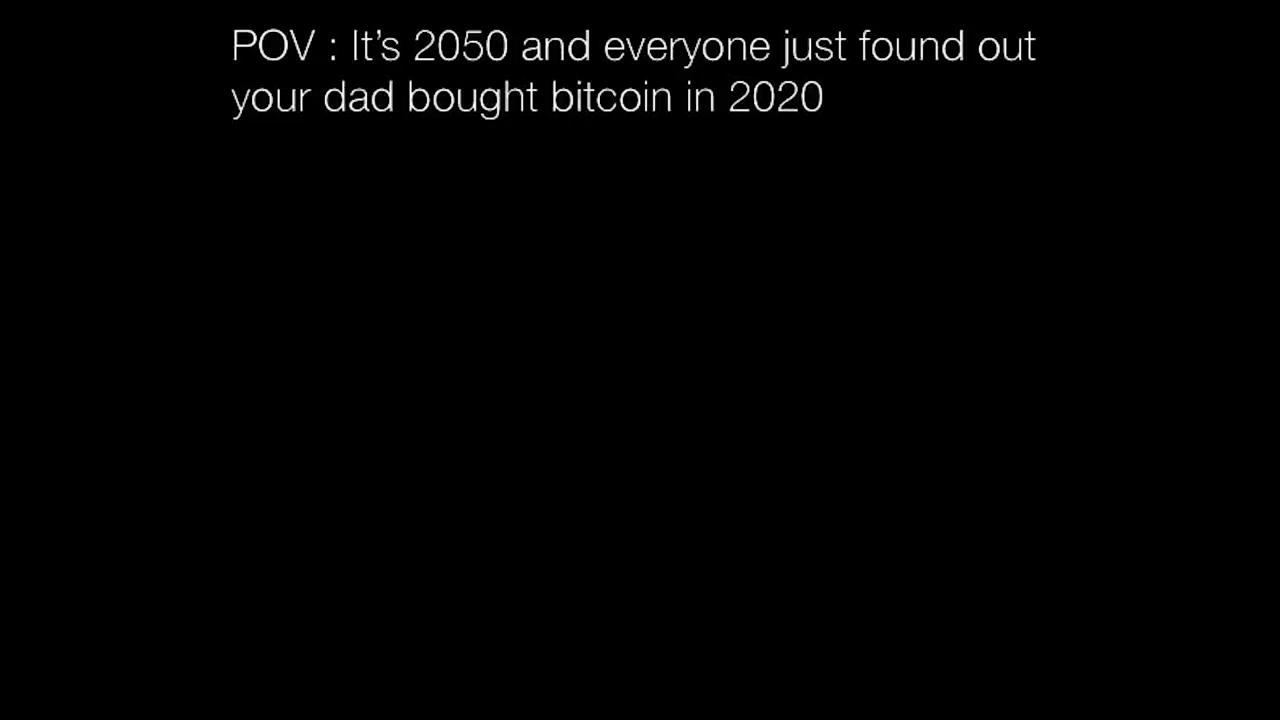 POV : It’s 2050 and everyone just found out
your dad bought bitcoin in 2020